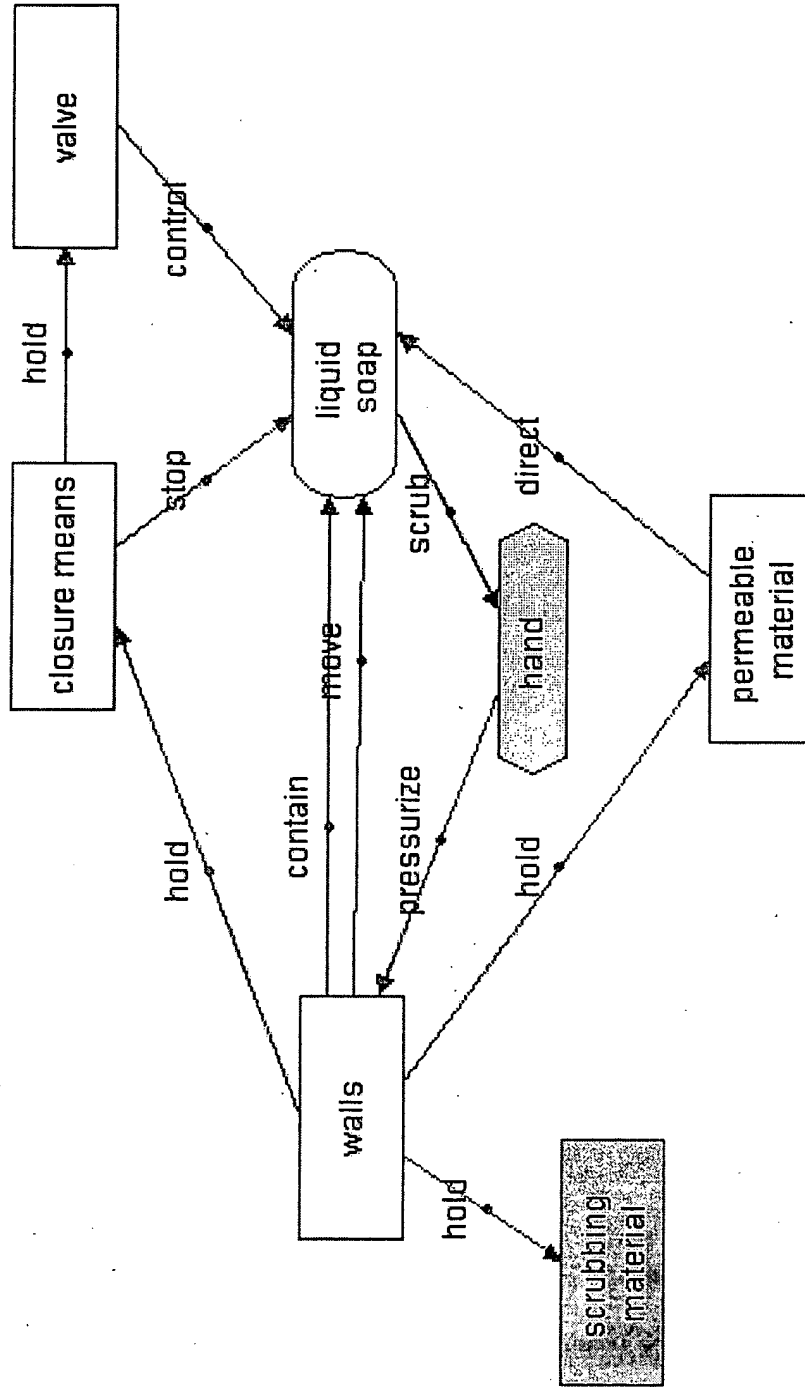 valve
hold
control
closure means
stop
liquid
soap
hold
contain
move
scrub
direct
hand
pressurize
walls
hold
permeable
material
hold
scrubbing
material